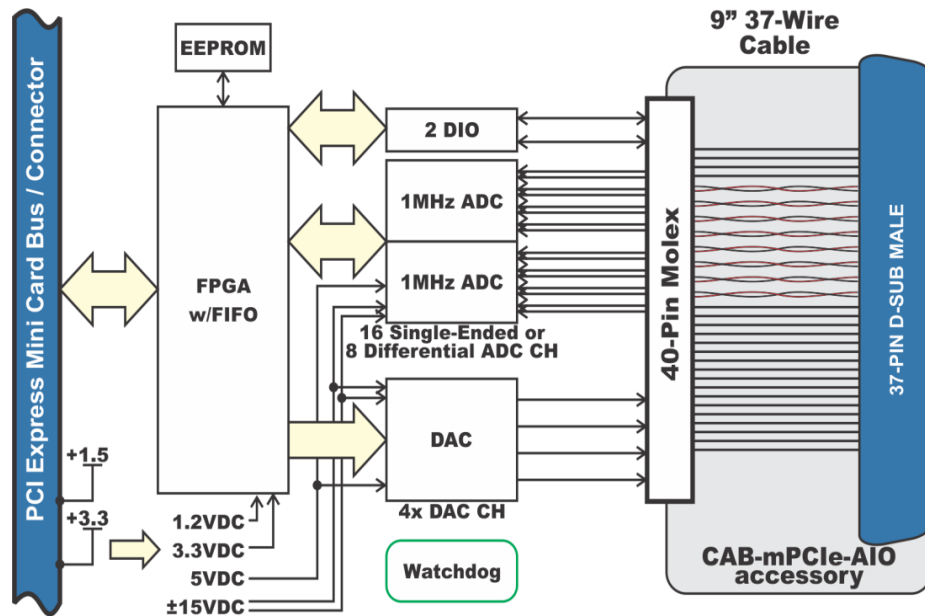 PCI Express Mini Card Bus / Connector
+1.5
+3.3
EEPROM
FPGA
w/FIFO
1.2VDC
3.3VDC
5VDC
±15VDC
2 DIO
1MHz ADC
1MHz ADC
16 Single-Ended or
8 Differential ADC CH
DAC
4x DAC CH
Watchdog
40-Pin Molex
9” 37-Wire
Cable
37-PIN D-SUB MALE
CAB-mPCIe-AIO
accessory